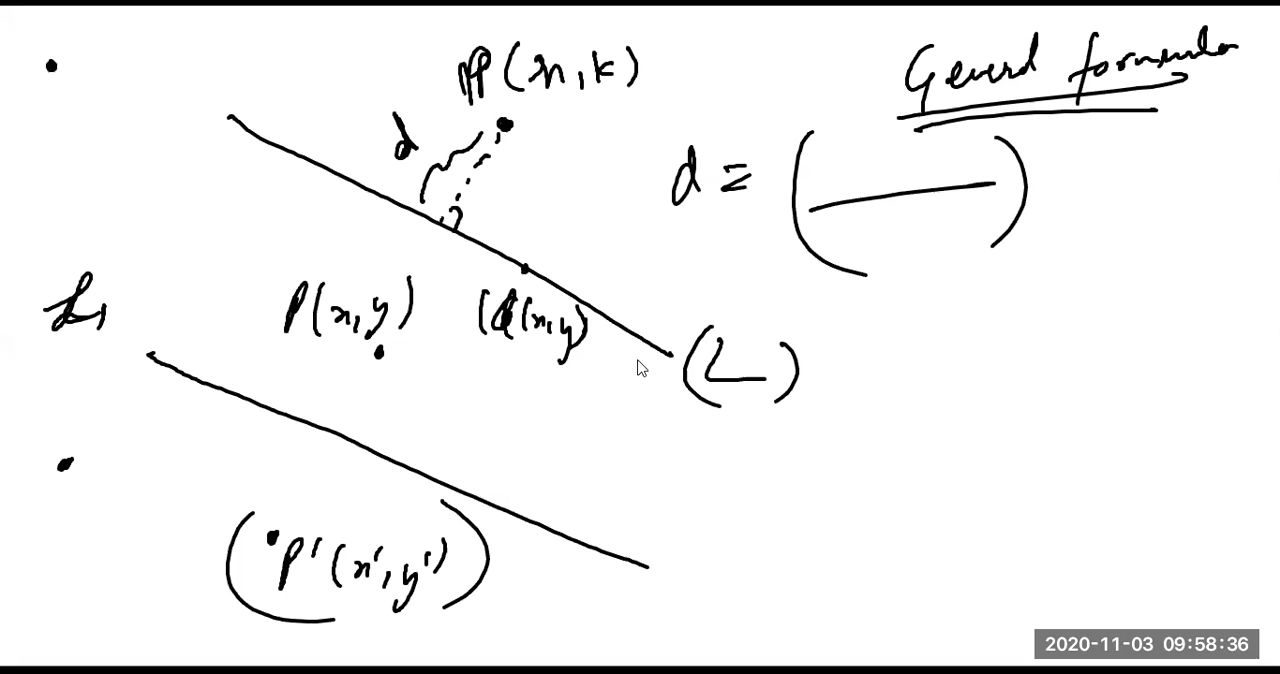 P(h,k)
General formula
d
d =
L1
P(x,y)
Q(x,y)
(L)
P'(x',y')
2020-11-03 09:58:36